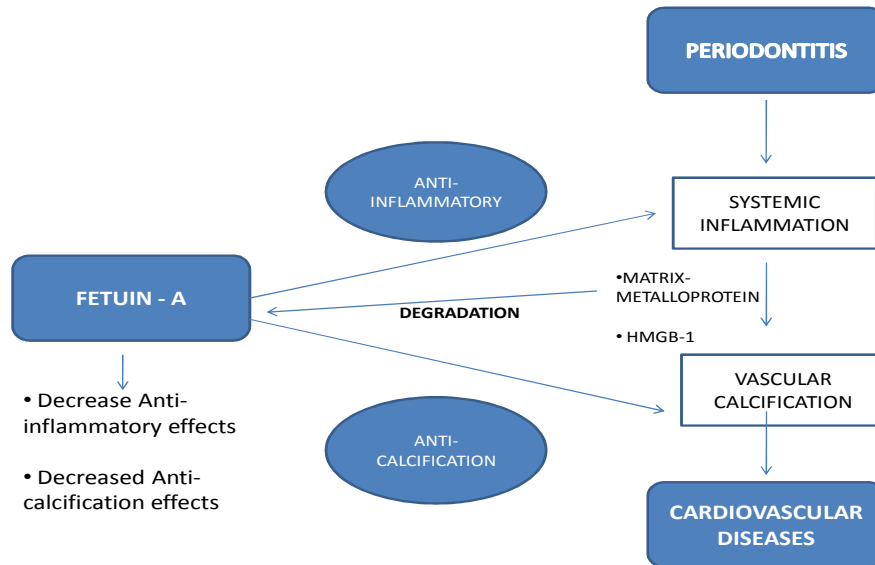 PERIODONTITIS
ANTI-
INFLAMMATORY
SYSTEMIC
INFLAMMATION
FETUIN - A
•MATRIX-
METALLOPROTEIN
DEGRADATION
• HMGB-1
VASCULAR
CALCIFICATION
• Decrease Anti-
inflammatory effects
ANTI-
CALCIFICATION
• Decreased Anti-
calcification effects
CARDIOVASCULAR
DISEASES